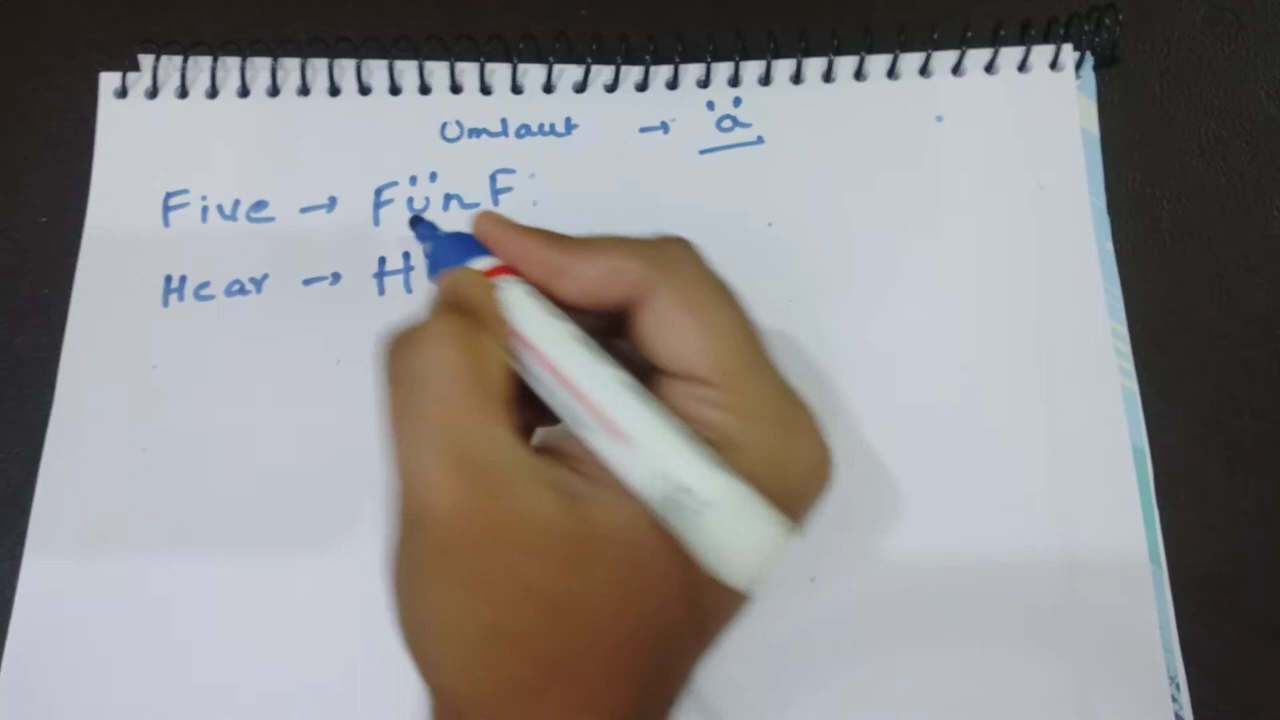 Umlaut → ä
Five → FünF
Hear → H